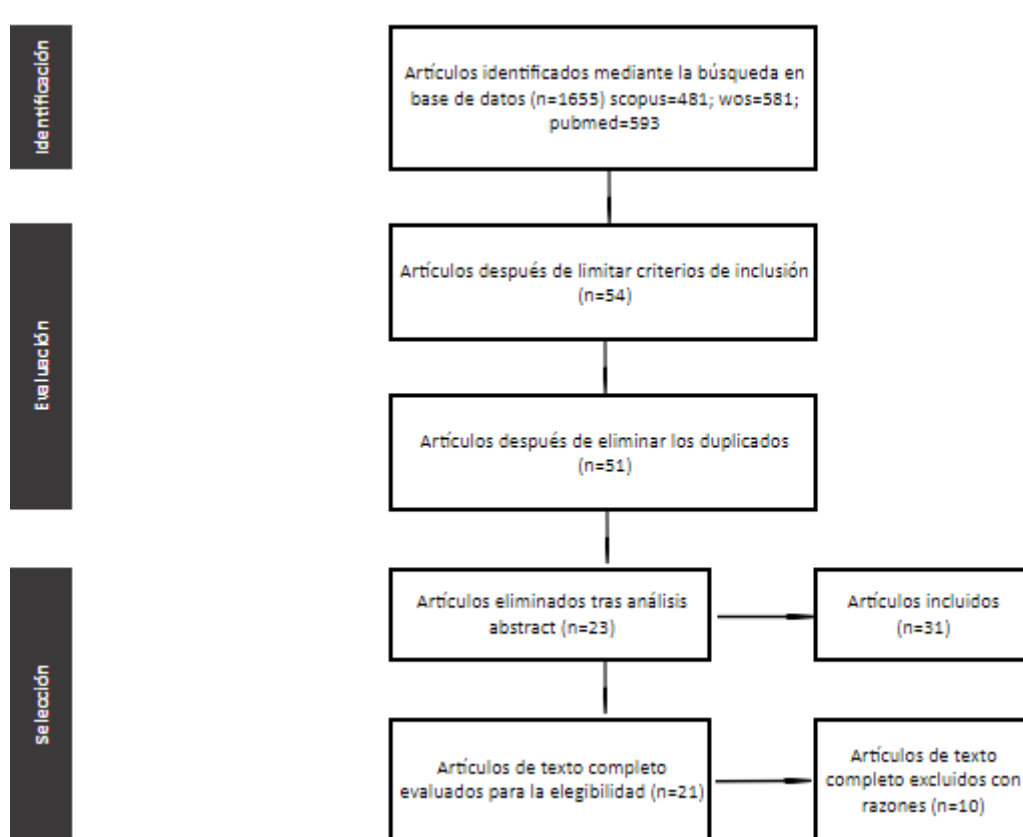 Identificación
Artículos identificados mediante la búsqueda en
base de datos (n=1655) scopus=481; wos=581;
pubmed=593
Evaluación
Artículos después de limitar criterios de inclusión
(n=54)
Artículos después de eliminar los duplicados
(n=51)
Selección
Artículos eliminados tras análisis
abstract (n=23)
Artículos incluidos
(n=31)
Artículos de texto completo
evaluados para la elegibilidad (n=21)
Artículos de texto
completo excluidos con
razones (n=10)